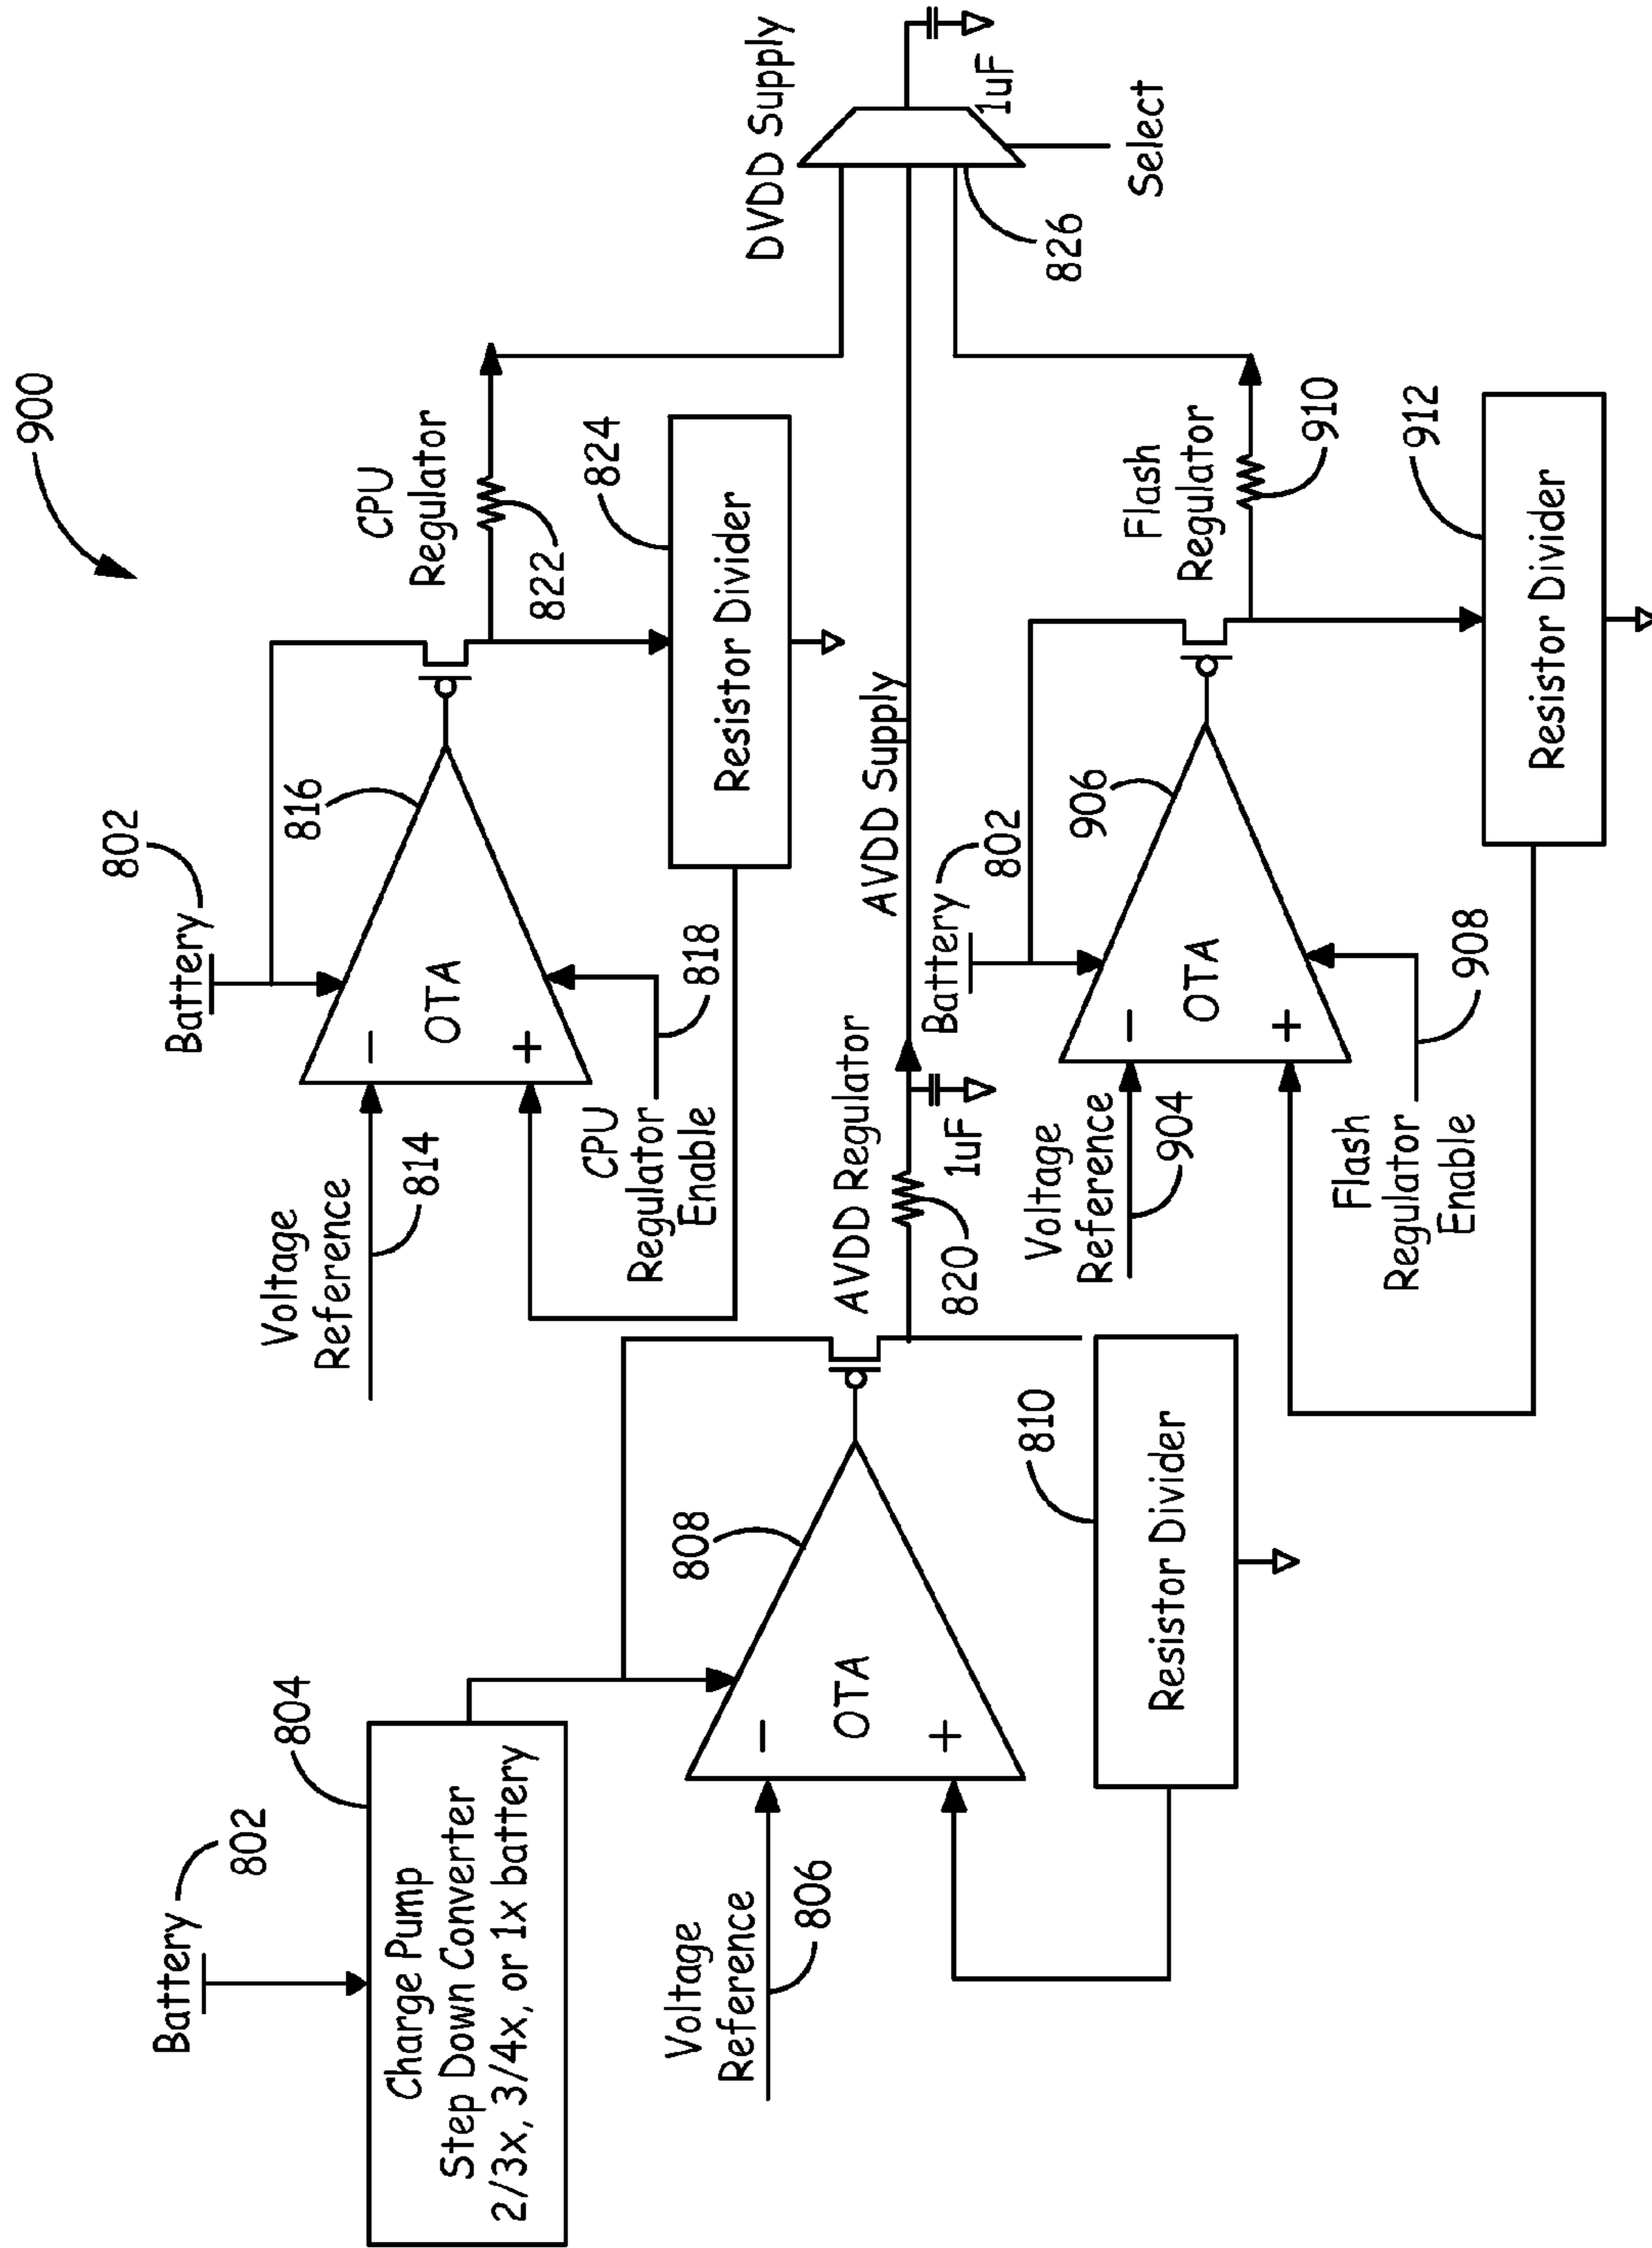 900
Battery
802
Charge Pump
Step Down Converter
2/3x, 3/4x, or 1x battery
804
Voltage
Reference
806
−
OTA
+
808
Resistor Divider
810
Voltage
Reference
814
Battery
802
−
OTA
+
816
CPU
Regulator
Enable
818
CPU
Regulator
822
Resistor Divider
824
AVDD Regulator
820
1uF
AVDD Supply
Voltage
Reference
904
Battery
802
−
OTA
+
906
Flash
Regulator
Enable
908
Flash
Regulator
910
Resistor Divider
912
DVDD Supply
1uF
826
Select